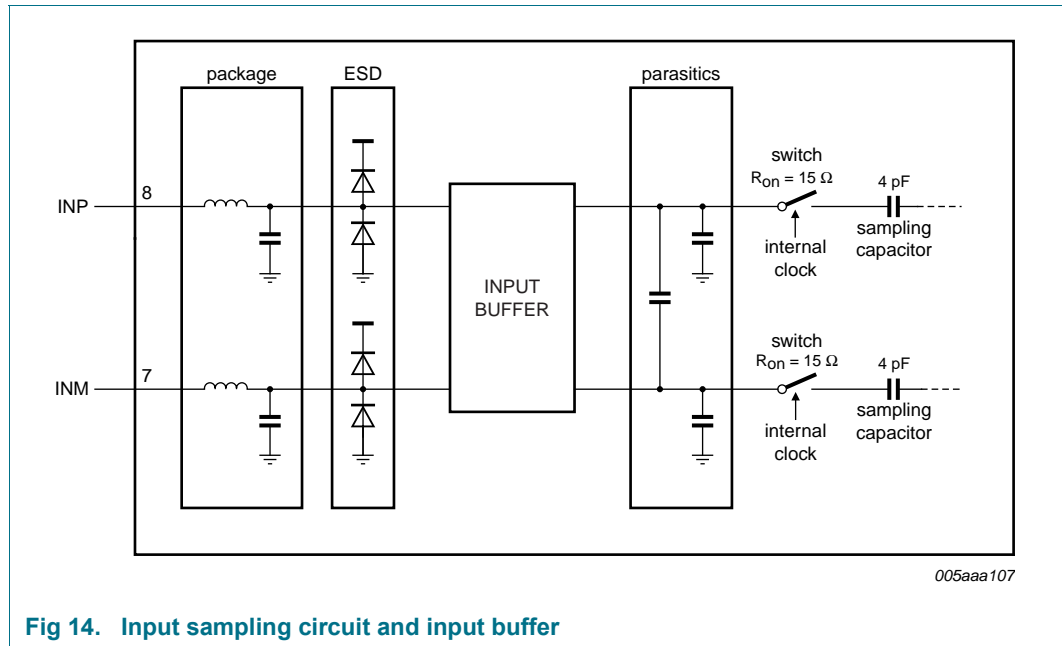 package
ESD
parasitics
switch
Ron = 15 Ω
4 pF
INP
8
internal
clock
sampling
capacitor
INPUT
BUFFER
switch
Ron = 15 Ω
4 pF
INM
7
internal
clock
sampling
capacitor
005aaa107
Fig 14. Input sampling circuit and input buffer